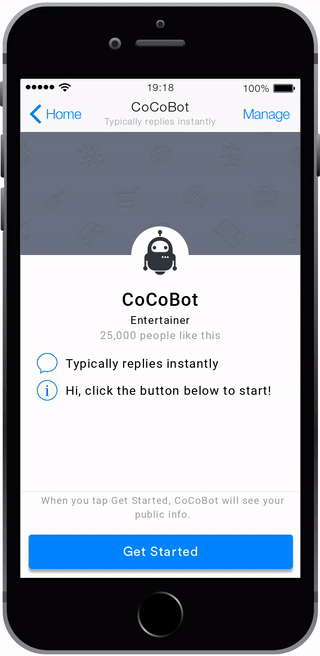 19:18
100%
Home
CoCoBot
Manage
Typically replies instantly
CoCoBot
Entertainer
25,000 people like this
Typically replies instantly
Hi, click the button below to start!
When you tap Get Started, CoCoBot will see your
public info.
Get Started